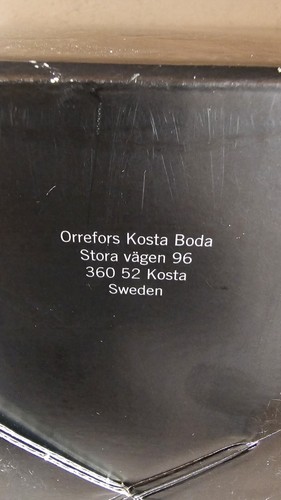 Orrefors Kosta Boda
Stora vägen 96
360 52 Kosta
Sweden